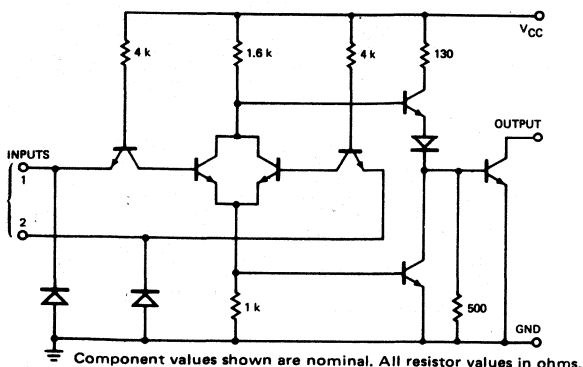 VCC
4 k
1.6 k
4 k
130
OUTPUT
INPUTS
1
2
1 k
500
GND
Component values shown are nominal. All resistor values in ohms.